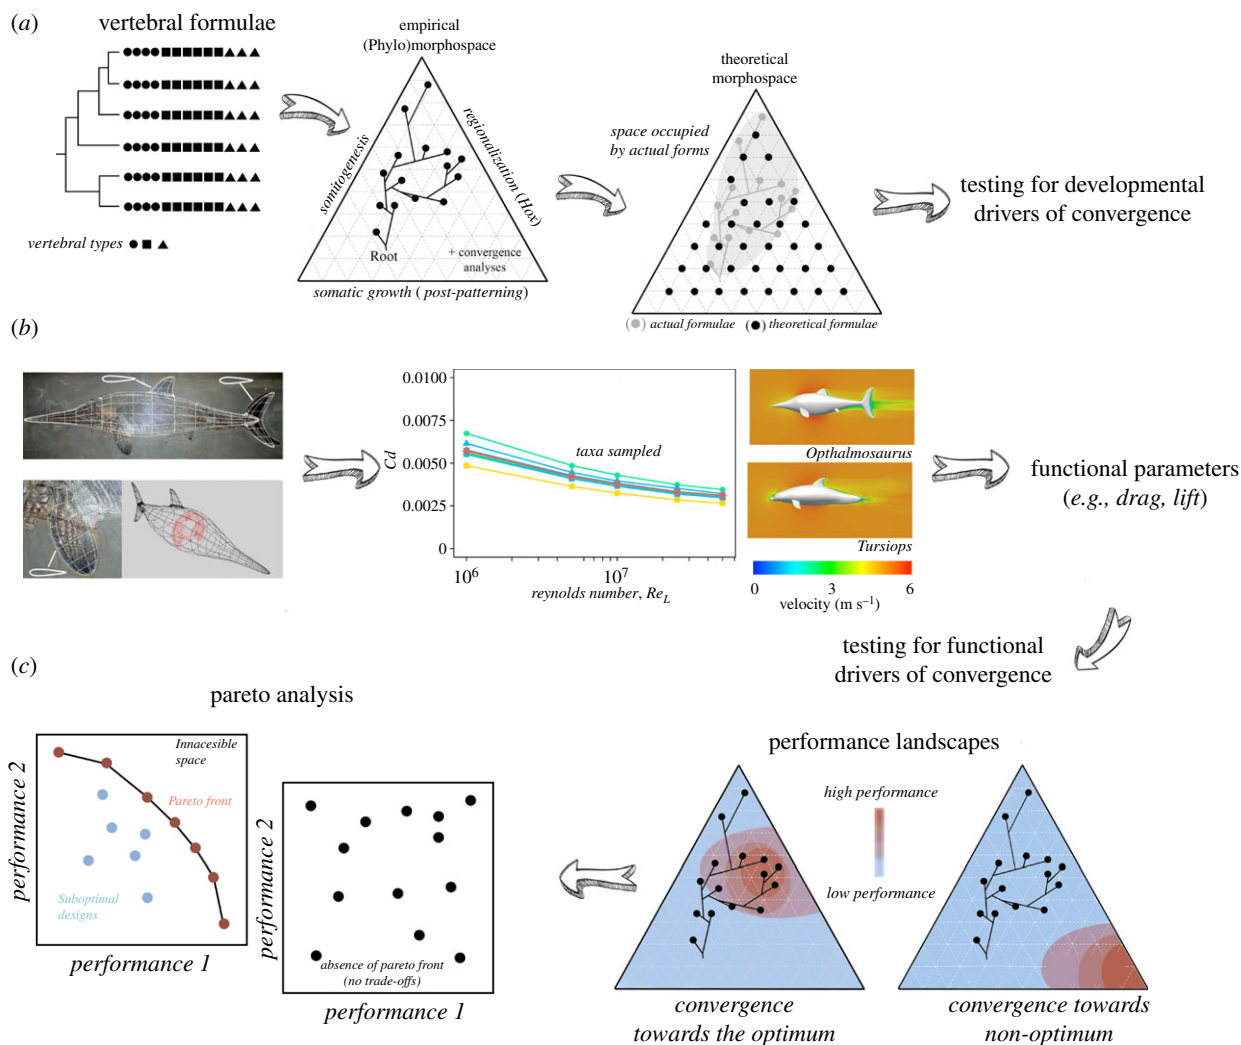 (a)
vertebral formulae
vertebral types
empirical
(Phylo)morphospace
somitogenesis
regionalization (Hox)
Root
+ convergence
analyses
somatic growth ( post-patterning)
theoretical
morphospace
space occupied
by actual forms
( ) actual formulae ( ) theoretical formulae
testing for developmental
drivers of convergence
(b)
0.0100
0.0075
0.0050
0.0025
0
Cd
taxa sampled
10⁶
10⁷
reynolds number, Re_L
Opthalmosaurus
Tursiops
0 3 6
velocity (m s⁻¹)
functional parameters
(e.g., drag, lift)
testing for functional
drivers of convergence
(c)
pareto analysis
performance 2
Innacesible
space
Pareto front
Suboptimal
designs
performance 1
performance 2
absence of pareto front
(no trade-offs)
performance 1
performance landscapes
high performance
low performance
convergence
towards the optimum
convergence towards
non-optimum